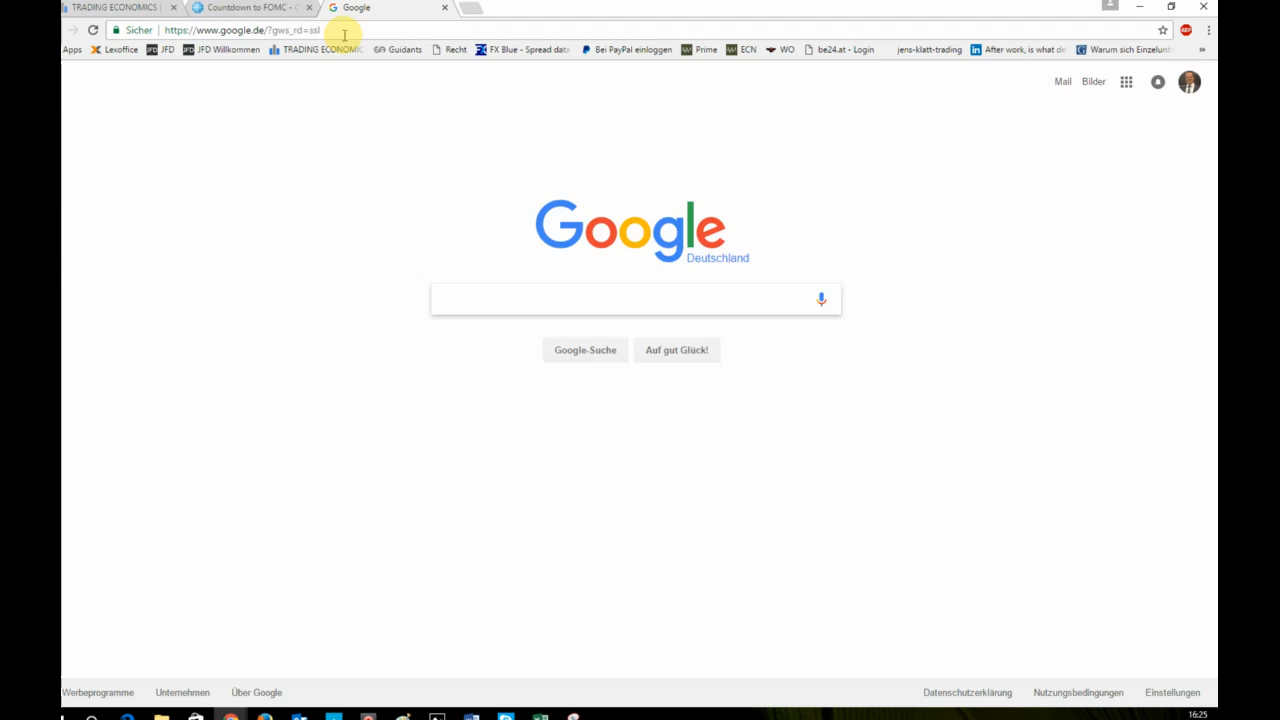 TRADING ECONOMICS |
Countdown to FOMC -
Google
Sicher
https://www.google.de/?gws_rd=ssl
Apps
Lexoffice
JFD
JFD Willkommen
TRADING ECONOMIC
Guidants
Recht
FX Blue - Spread data
Bei PayPal einloggen
Prime
ECN
WO
be24.at - Login
jens-klatt-trading
After work, is what de
Warum sich Einzelunt
»
Mail
Bilder
Google
Deutschland
Google-Suche
Auf gut Glück!
Werbeprogramme
Unternehmen
Über Google
Datenschutzerklärung
Nutzungsbedingungen
Einstellungen
16:25